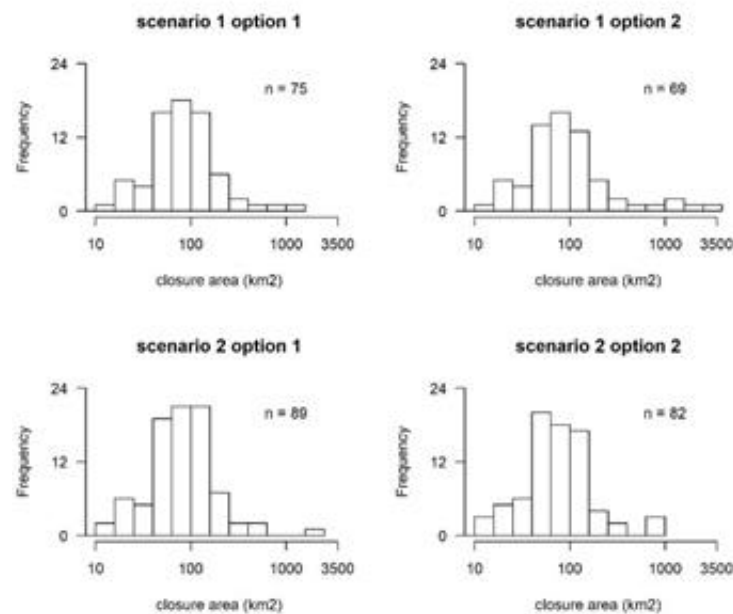 scenario 1 option 1
scenario 1 option 2
24
12
0
Frequency
n = 75
10
100
1000
3500
closure area (km2)
24
12
0
Frequency
n = 69
10
100
1000
3500
closure area (km2)
scenario 2 option 1
scenario 2 option 2
24
12
0
Frequency
n = 89
10
100
1000
3500
closure area (km2)
24
12
0
Frequency
n = 82
10
100
1000
3500
closure area (km2)